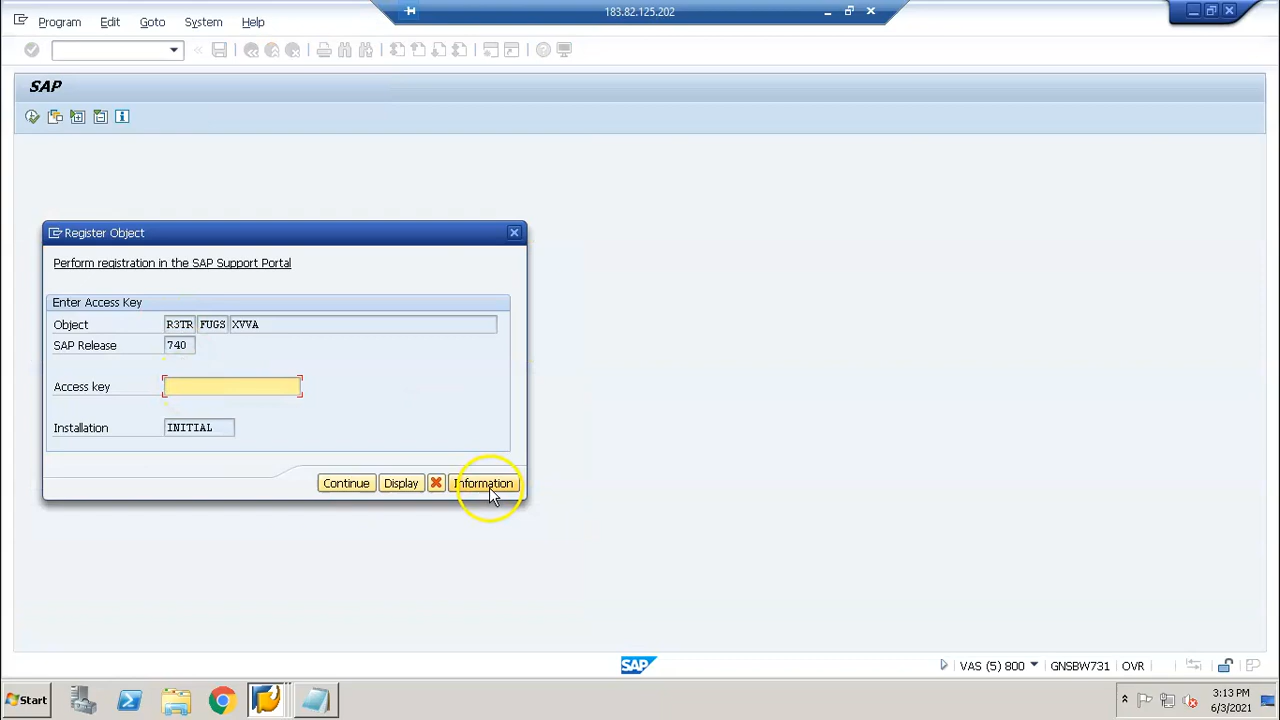 183.82.125.202
Program Edit Goto System Help
SAP
Register Object
Perform registration in the SAP Support Portal
Enter Access Key
Object R3TR FUGS XVVA
SAP Release 740
Access key
Installation INITIAL
Continue Display Information
SAP VAS (5) 800 GNSBW731 OVR
Start 3:13 PM
6/3/2021